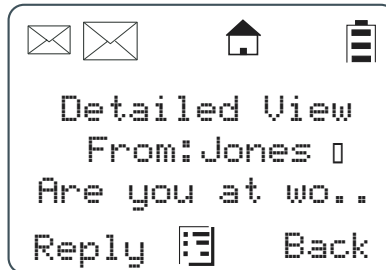 Detailed View
From:Jones ▯
Are you at wo..
Reply Back